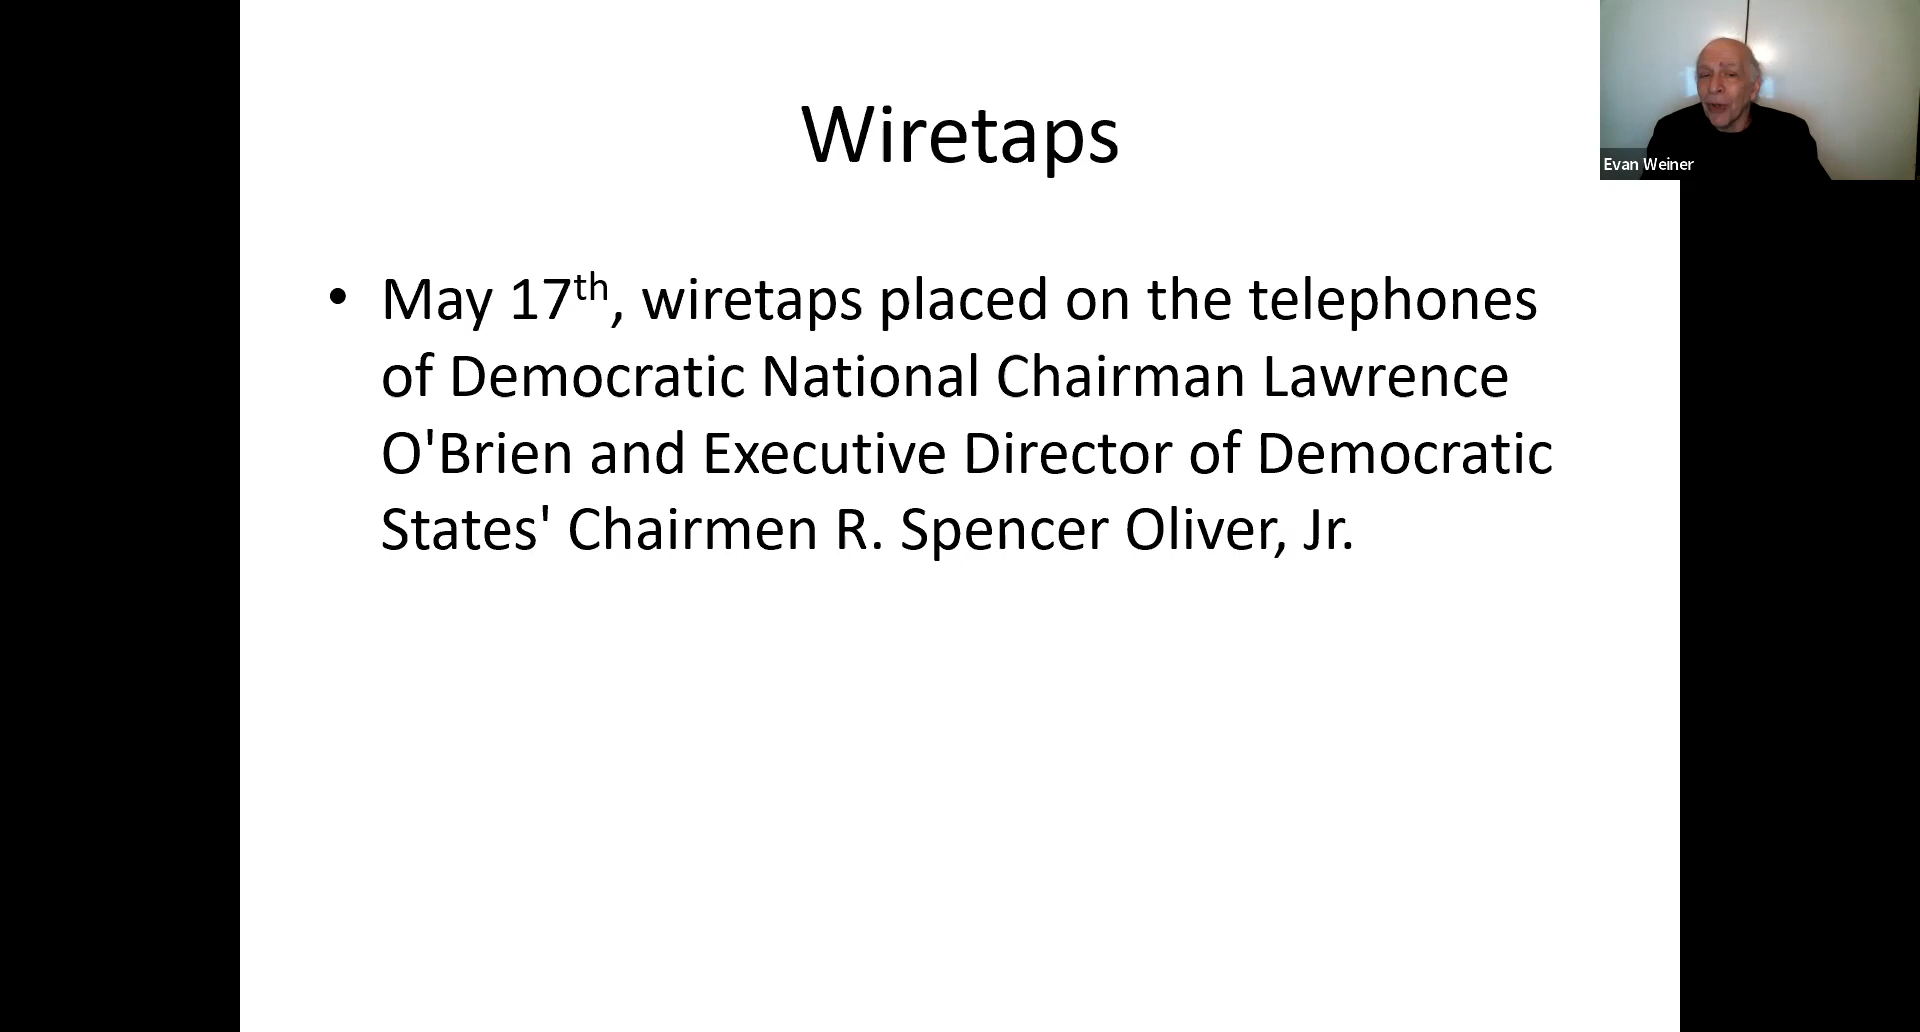 Wiretaps
Evan Weiner
• May 17th, wiretaps placed on the telephones
of Democratic National Chairman Lawrence
O'Brien and Executive Director of Democratic
States' Chairmen R. Spencer Oliver, Jr.